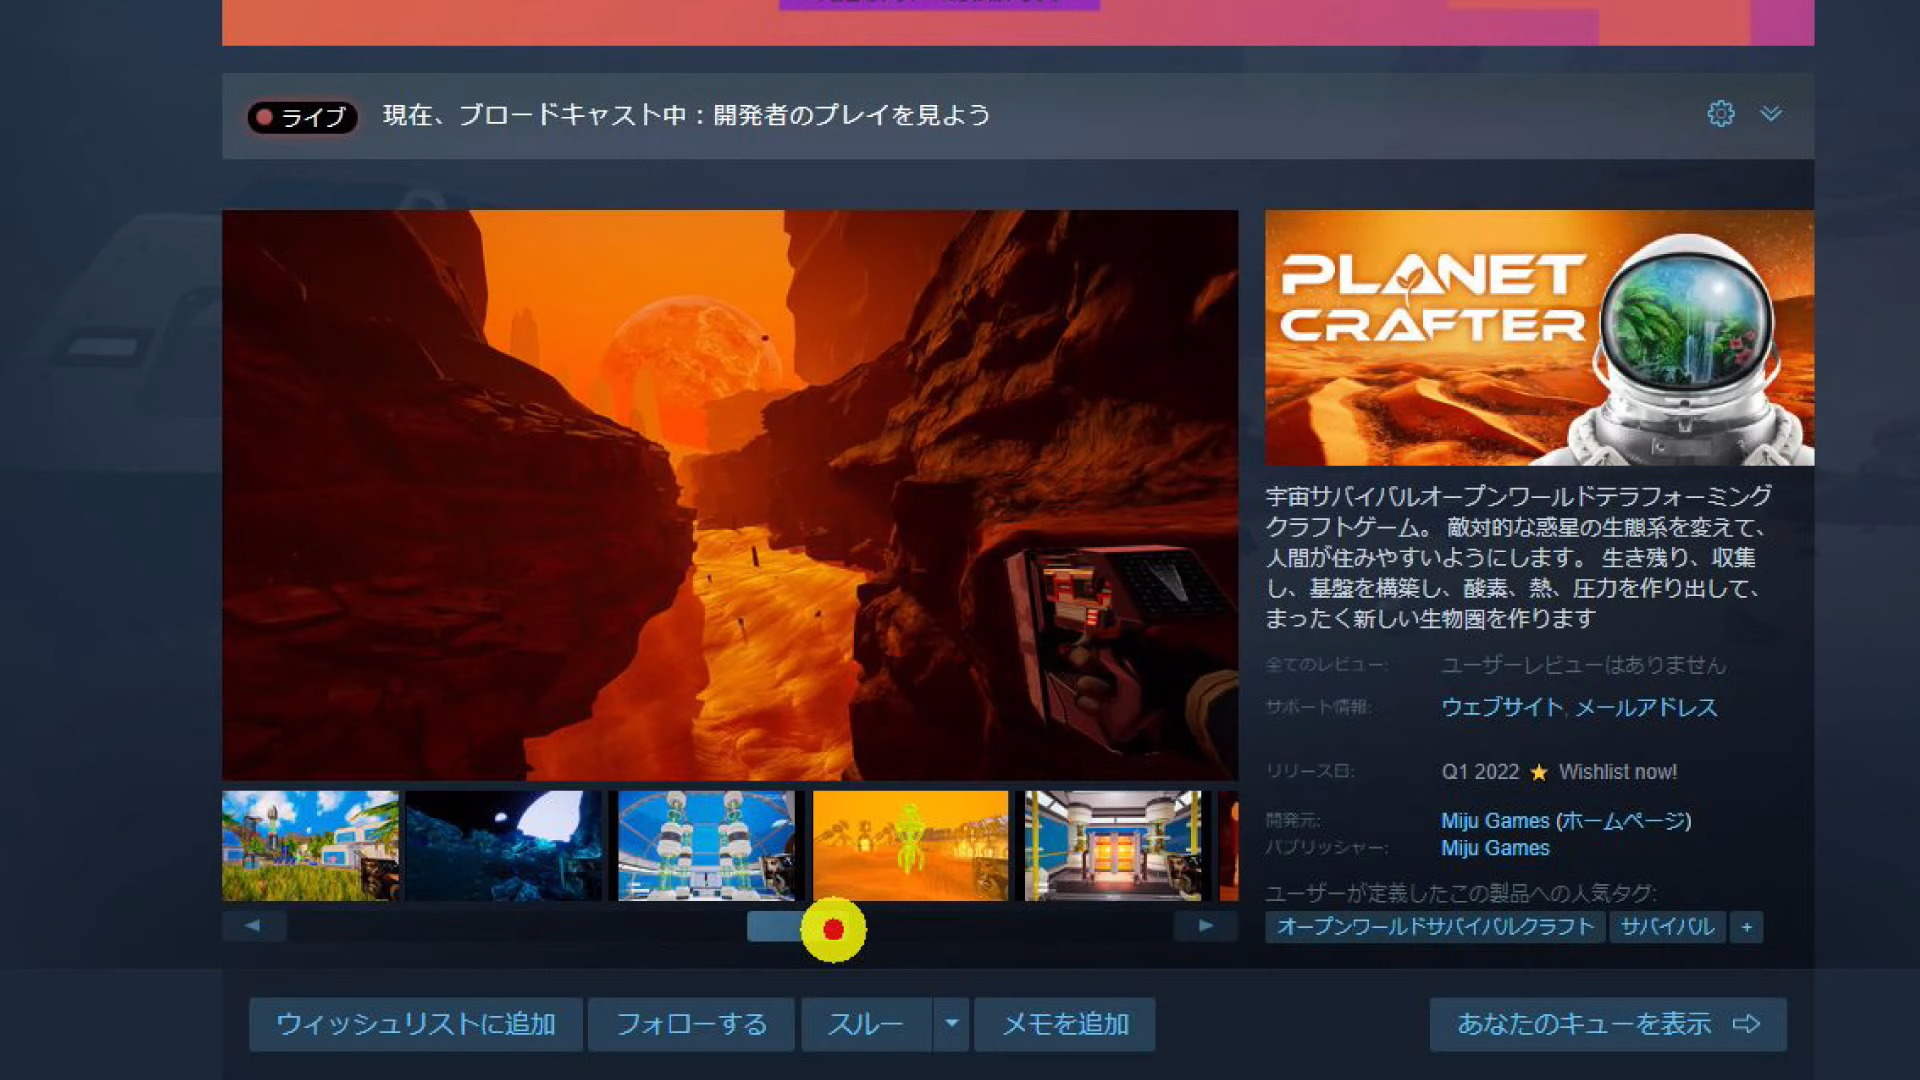 ライブ
現在、ブロードキャスト中：開発者のプレイを見よう
PLANET
CRAFTER
宇宙サバイバルオープンワールドテラフォーミング
クラフトゲーム。 敵対的な惑星の生態系を変えて、
人間が住みやすいようにします。 生き残り、収集
し、基盤を構築し、酸素、熱、圧力を作り出して、
まったく新しい生物圏を作ります
全てのレビュー: ユーザーレビューはありません
サポート情報: ウェブサイト, メールアドレス
リリース日: Q1 2022 ⭐ Wishlist now!
開発元: Miju Games (ホームページ)
パブリッシャー: Miju Games
ユーザーが定義したこの製品への人気タグ:
オープンワールドサバイバルクラフト サバイバル +
ウィッシュリストに追加 フォローする スルー メモを追加 あなたのキューを表示